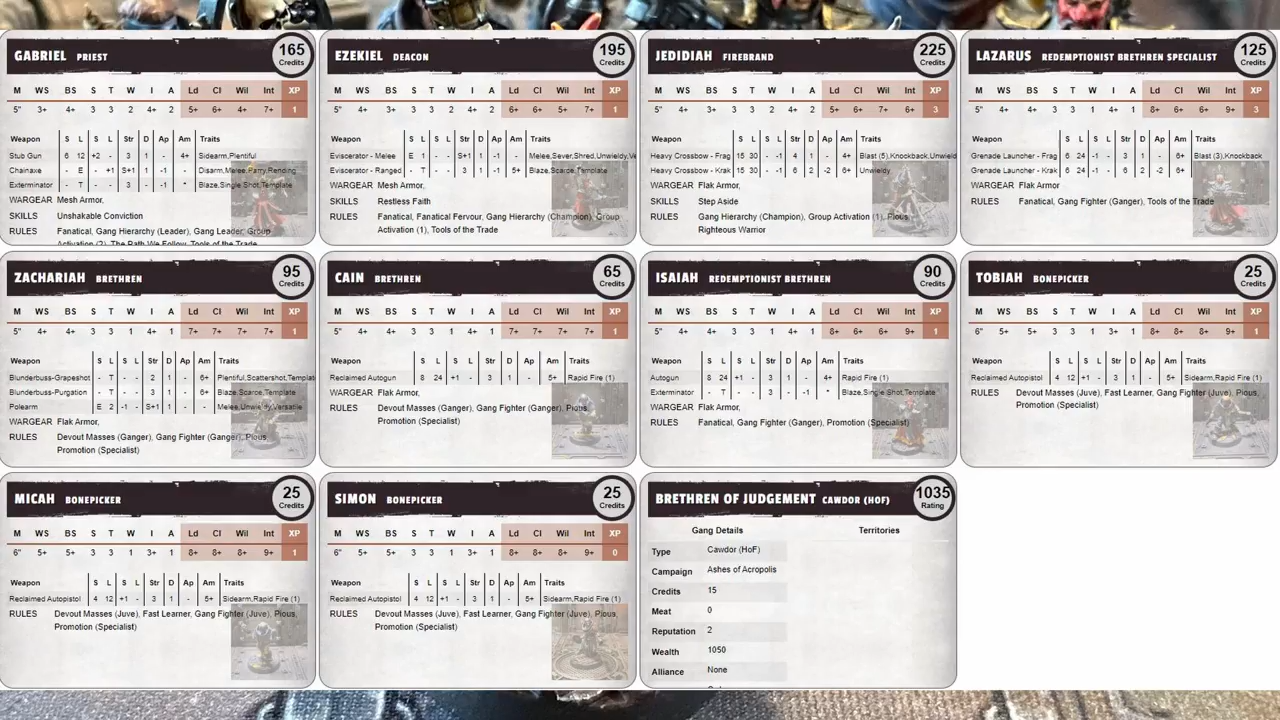 GABRIEL PRIEST 165 Credits
M WS BS S T W I A Ld Cl Wil Int XP
5" 3+ 4+ 3 3 2 4+ 2 5+ 6+ 4+ 7+ 1
Weapon S L S L Str D Ap Am Traits
Stub Gun 6 12 +2 - 3 1 - 4+ Sidearm,Plentiful
Chainaxe - E - +1 S+1 1 - - Disarm,Melee,Parry,Rending
Exterminator - T - - 3 - -1 * Blaze,Single Shot,Template
WARGEAR Mesh Armor,
SKILLS Unshakable Conviction
RULES Fanatical, Gang Hierarchy (Leader), Gang Leader, Group
Activation (2), The Path We Follow, Tools of the Trade
EZEKIEL DEACON 195 Credits
M WS BS S T W I A Ld Cl Wil Int XP
5" 4+ 4+ 3 3 2 4+ 2 6+ 6+ 5+ 7+ 1
Weapon S L S L Str D Ap Am Traits
Eviscerator - Melee E 1 - - S+1 1 -1 - Melee,Sever,Shred,Unwieldy,Ve
Eviscerator - Ranged - T - - 3 1 -1 5+ Blaze,Scarce,Template
WARGEAR Mesh Armor,
SKILLS Restless Faith
RULES Fanatical, Fanatical Fervour, Gang Hierarchy (Champion), Group
Activation (1), Tools of the Trade
JEDIDIAH FIREBRAND 225 Credits
M WS BS S T W I A Ld Cl Wil Int XP
5" 4+ 3+ 3 3 2 4+ 2 5+ 6+ 7+ 6+ 3
Weapon S L S L Str D Ap Am Traits
Heavy Crossbow - Frag 15 30 - -1 4 1 - 4+ Blast (5),Knockback,Unwield
Heavy Crossbow - Krak 15 30 - -1 6 2 -2 6+ Unwieldy
WARGEAR Flak Armor,
SKILLS Step Aside
RULES Gang Hierarchy (Champion), Group Activation (1), Pious,
Righteous Warrior
LAZARUS REDEMPTIONIST BRETHREN SPECIALIST 125 Credits
M WS BS S T W I A Ld Cl Wil Int XP
5" 4+ 4+ 3 3 1 4+ 1 8+ 6+ 6+ 9+ 3
Weapon S L S L Str D Ap Am Traits
Grenade Launcher - Frag 6 24 -1 - 3 1 - 6+ Blast (3),Knockback
Grenade Launcher - Krak 6 24 -1 - 6 2 -2 6+
WARGEAR Flak Armor
RULES Fanatical, Gang Fighter (Ganger), Tools of the Trade
ZACHARIAH BRETHREN 95 Credits
M WS BS S T W I A Ld Cl Wil Int XP
5" 4+ 4+ 3 3 1 4+ 1 7+ 7+ 7+ 7+ 1
Weapon S L S L Str D Ap Am Traits
Blunderbuss-Grapeshot - T - - 2 1 - 6+ Plentiful,Scattershot,Templat
Blunderbuss-Purgation - T - - 3 - - 6+ Blaze,Scarce,Template
Polearm E 2 -1 - S+1 1 - Melee,Unwieldy,Versatile
WARGEAR Flak Armor,
RULES Devout Masses (Ganger), Gang Fighter (Ganger), Pious,
Promotion (Specialist)
CAIN BRETHREN 65 Credits
M WS BS S T W I A Ld Cl Wil Int XP
5" 4+ 4+ 3 3 1 4+ 1 7+ 7+ 7+ 7+ 1
Weapon S L S L Str D Ap Am Traits
Reclaimed Autogun 8 24 +1 - 3 1 - 5+ Rapid Fire (1)
WARGEAR Flak Armor,
RULES Devout Masses (Ganger), Gang Fighter (Ganger), Pious,
Promotion (Specialist)
ISAIAH REDEMPTIONIST BRETHREN 90 Credits
M WS BS S T W I A Ld Cl Wil Int XP
5" 4+ 4+ 3 3 1 4+ 1 8+ 6+ 6+ 9+ 1
Weapon S L S L Str D Ap Am Traits
Autogun 8 24 +1 - 3 1 - 4+ Rapid Fire (1)
Exterminator - T - - 3 - -1 * Blaze,Single Shot,Template
WARGEAR Flak Armor,
RULES Fanatical, Gang Fighter (Ganger), Promotion (Specialist)
TOBIAH BONEPICKER 25 Credits
M WS BS S T W I A Ld Cl Wil Int XP
6" 5+ 5+ 3 3 1 3+ 1 8+ 8+ 8+ 9+ 1
Weapon S L S L Str D Ap Am Traits
Reclaimed Autopistol 4 12 +1 - 3 1 - 5+ Sidearm,Rapid Fire (1)
RULES Devout Masses (Juve), Fast Learner, Gang Fighter (Juve), Pious,
Promotion (Specialist)
MICAH BONEPICKER 25 Credits
M WS BS S T W I A Ld Cl Wil Int XP
6" 5+ 5+ 3 3 1 3+ 1 8+ 8+ 8+ 9+ 1
Weapon S L S L Str D Ap Am Traits
Reclaimed Autopistol 4 12 +1 - 3 1 - 5+ Sidearm,Rapid Fire (1)
RULES Devout Masses (Juve), Fast Learner, Gang Fighter (Juve), Pious,
Promotion (Specialist)
SIMON BONEPICKER 25 Credits
M WS BS S T W I A Ld Cl Wil Int XP
6" 5+ 5+ 3 3 1 3+ 1 8+ 8+ 8+ 9+ 0
Weapon S L S L Str D Ap Am Traits
Reclaimed Autopistol 4 12 +1 - 3 1 - 5+ Sidearm,Rapid Fire (1)
RULES Devout Masses (Juve), Fast Learner, Gang Fighter (Juve), Pious,
Promotion (Specialist)
BRETHREN OF JUDGEMENT CAWDOR (HOF) 1035 Rating
Gang Details Territories
Type Cawdor (HoF)
Campaign Ashes of Acropolis
Credits 15
Meat 0
Reputation 2
Wealth 1050
Alliance None